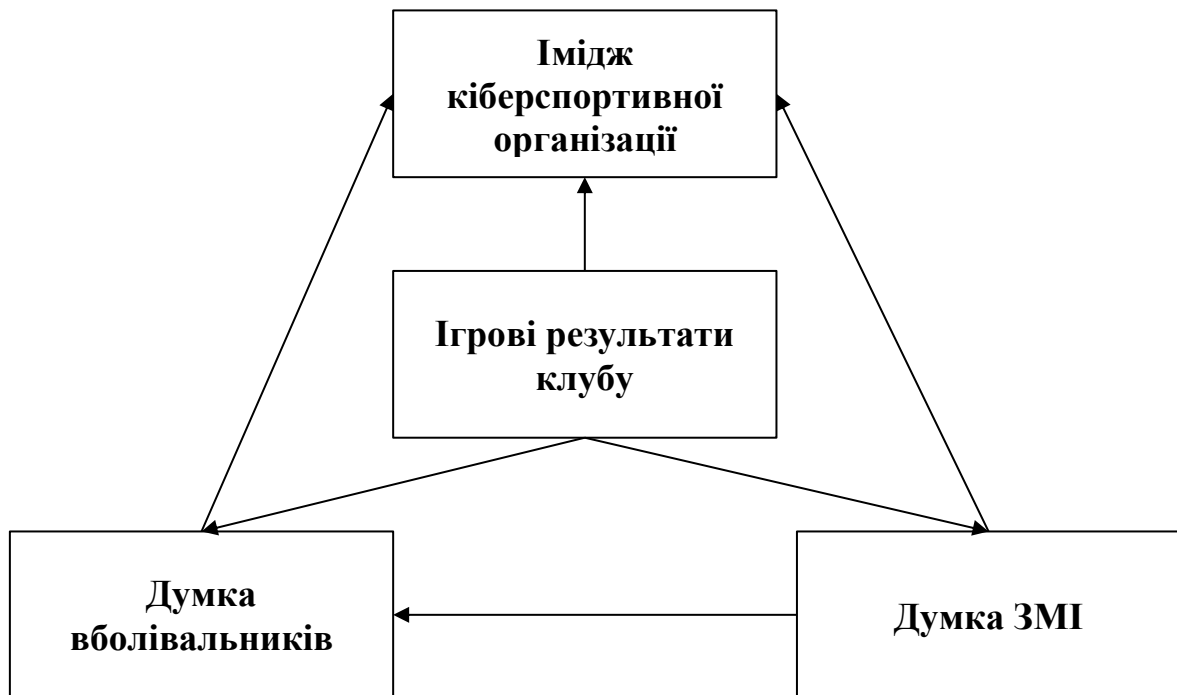 Імідж
кіберспортивної
організації
Ігрові результати
клубу
Думка
вболівальників
Думка ЗМІ